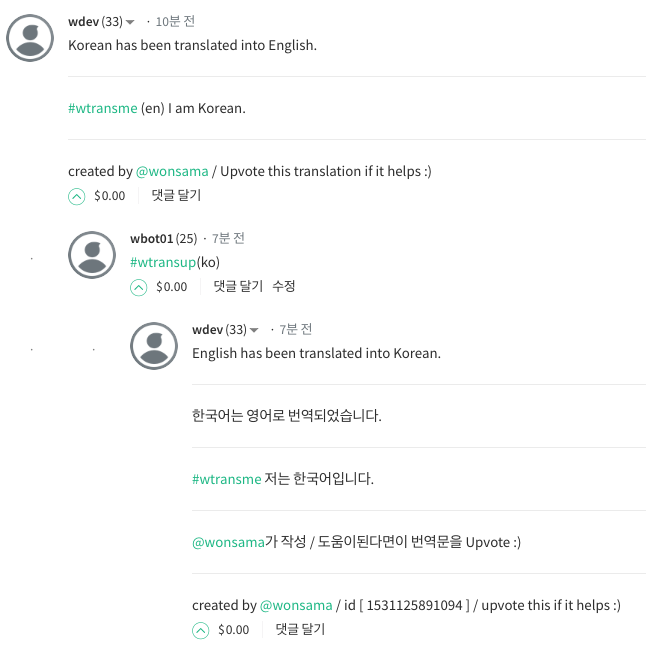 wdev (33) · 10분 전
Korean has been translated into English.
#wtransme (en) I am Korean.
created by @wonsama / Upvote this translation if it helps :)
$0.00 댓글 달기
wbot01 (25) · 7분 전
#wtransup(ko)
$0.00 댓글 달기 수정
wdev (33) · 7분 전
English has been translated into Korean.
한국어는 영어로 번역되었습니다.
#wtransme 저는 한국어입니다.
@wonsama가 작성 / 도움이된다면이 번역문을 Upvote :)
created by @wonsama / id [ 1531125891094 ] / upvote this if it helps :)
$0.00 댓글 달기